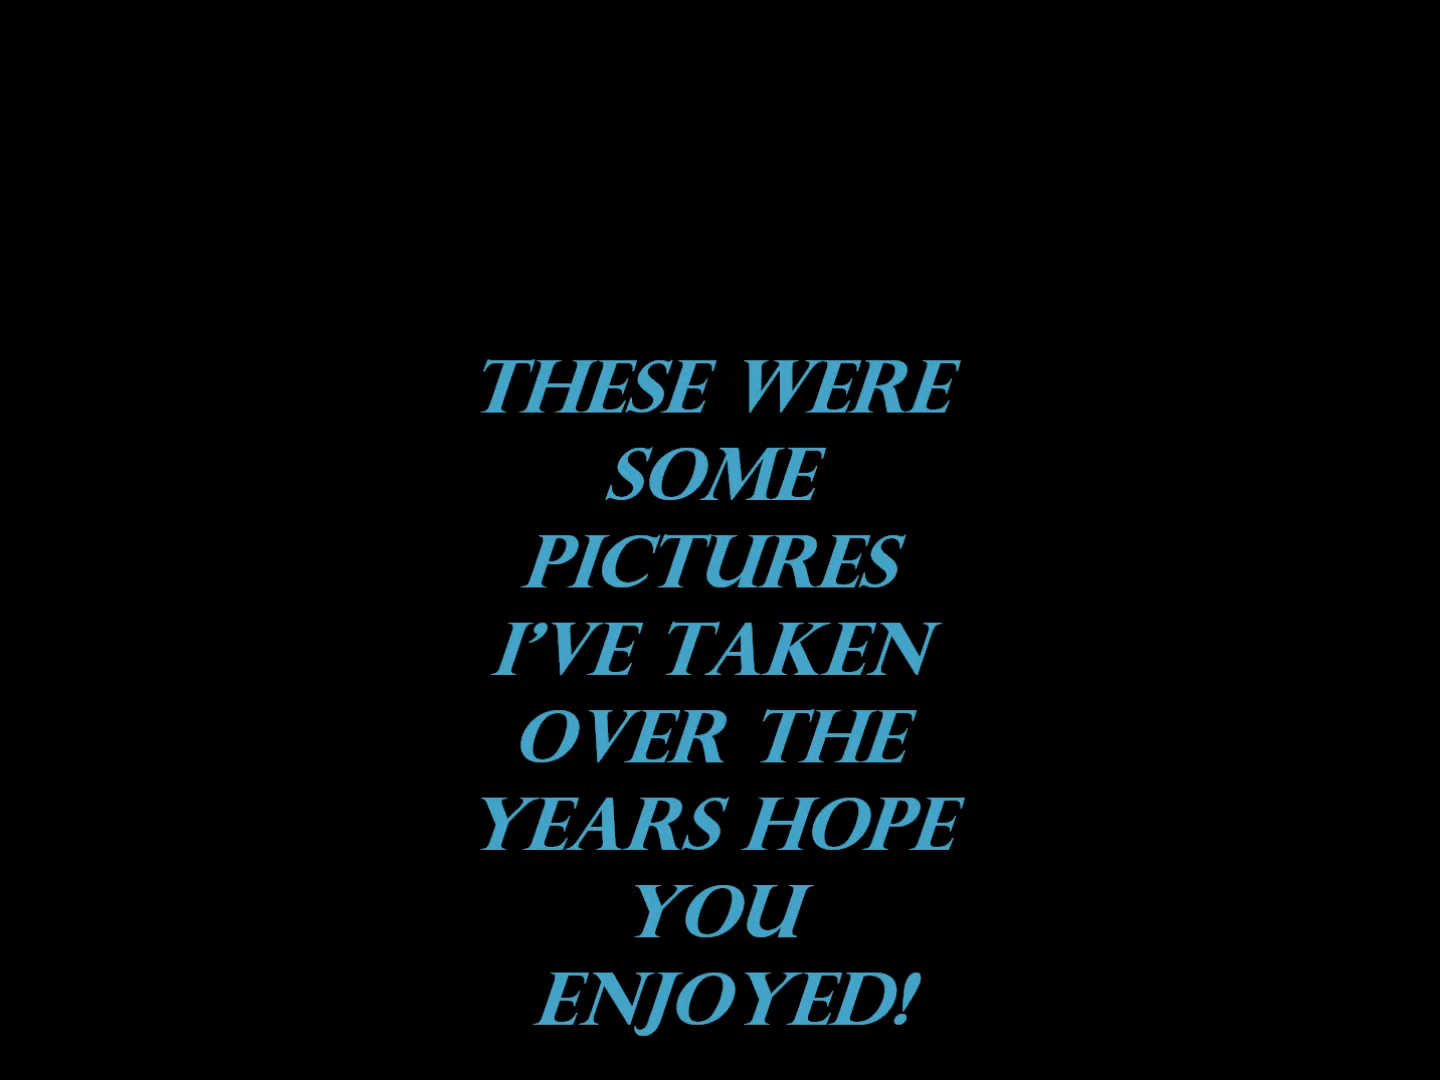 THESE WERE
SOME
PICTURES
I'VE TAKEN
OVER THE
YEARS HOPE
YOU
ENJOYED!